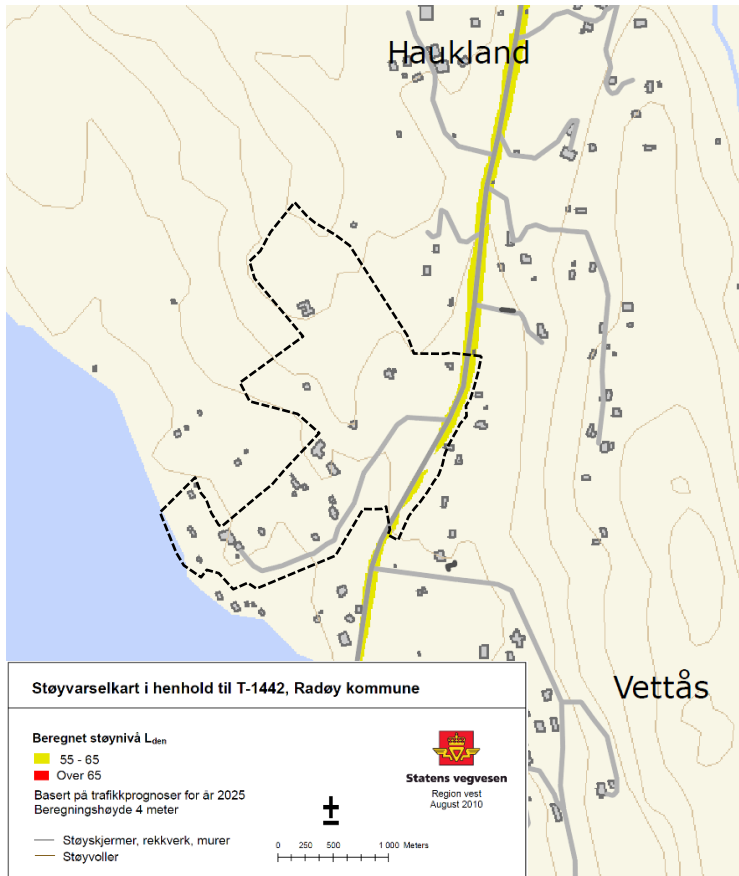 Haukland
Vettås
Støyvarselkart i henhold til T-1442, Radøy kommune
Beregnet støynivå Lden
55 - 65
Over 65
Basert på trafikkprognoser for år 2025
Beregningshøyde 4 meter
Støyskjermer, rekkverk, murer
Støyvoller
Statens vegvesen
Region vest
August 2010
0 250 500 1 000 Meters